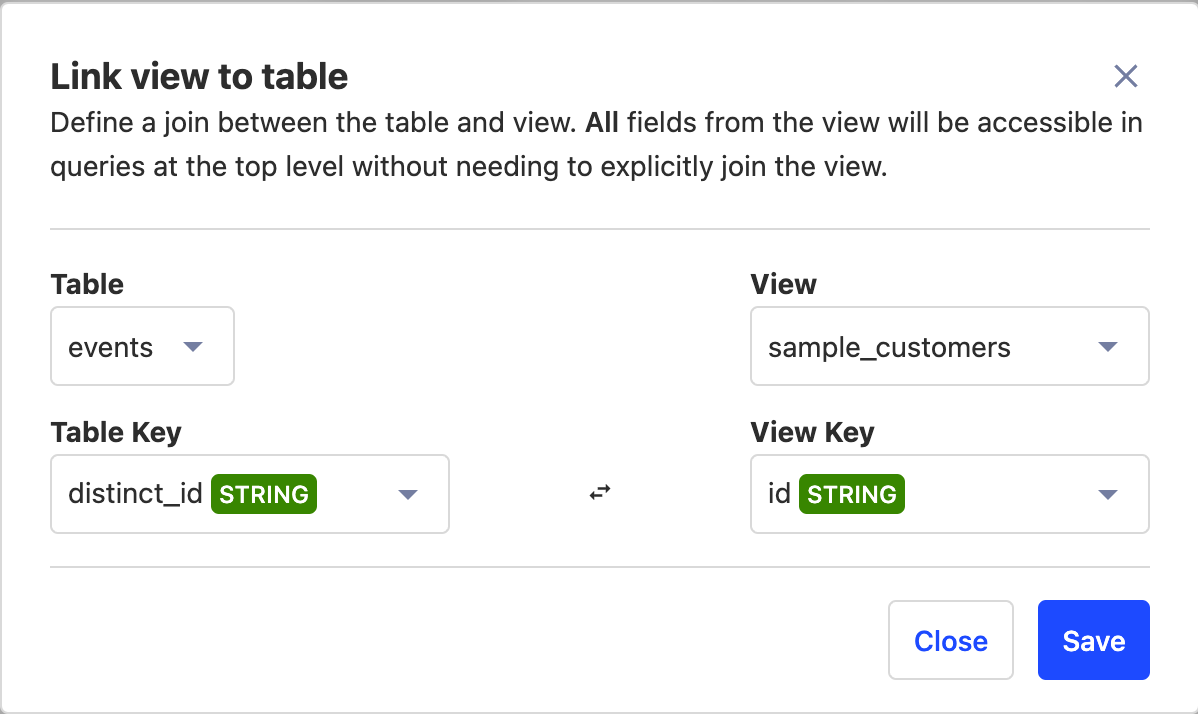 Link view to table
Define a join between the table and view. All fields from the view will be accessible in
queries at the top level without needing to explicitly join the view.
Table
View
events
sample_customers
Table Key
View Key
distinct_id STRING
id STRING
Close
Save